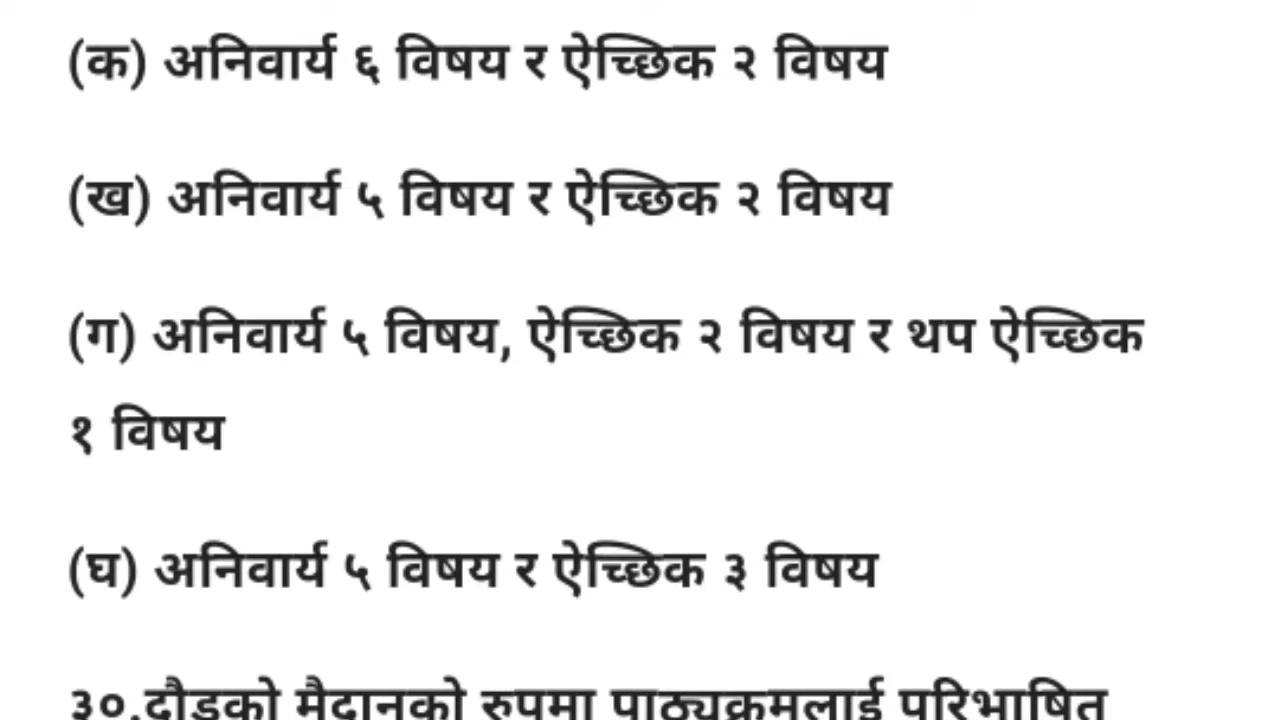 (क) अनिवार्य ६ विषय र ऐच्छिक २ विषय
(ख) अनिवार्य ५ विषय र ऐच्छिक २ विषय
(ग) अनिवार्य ५ विषय, ऐच्छिक २ विषय र थप ऐच्छिक
१ विषय
(घ) अनिवार्य ५ विषय र ऐच्छिक ३ विषय
३०.दौडको मैदानको रुपमा पाठ्यक्रमलाई परिभाषित